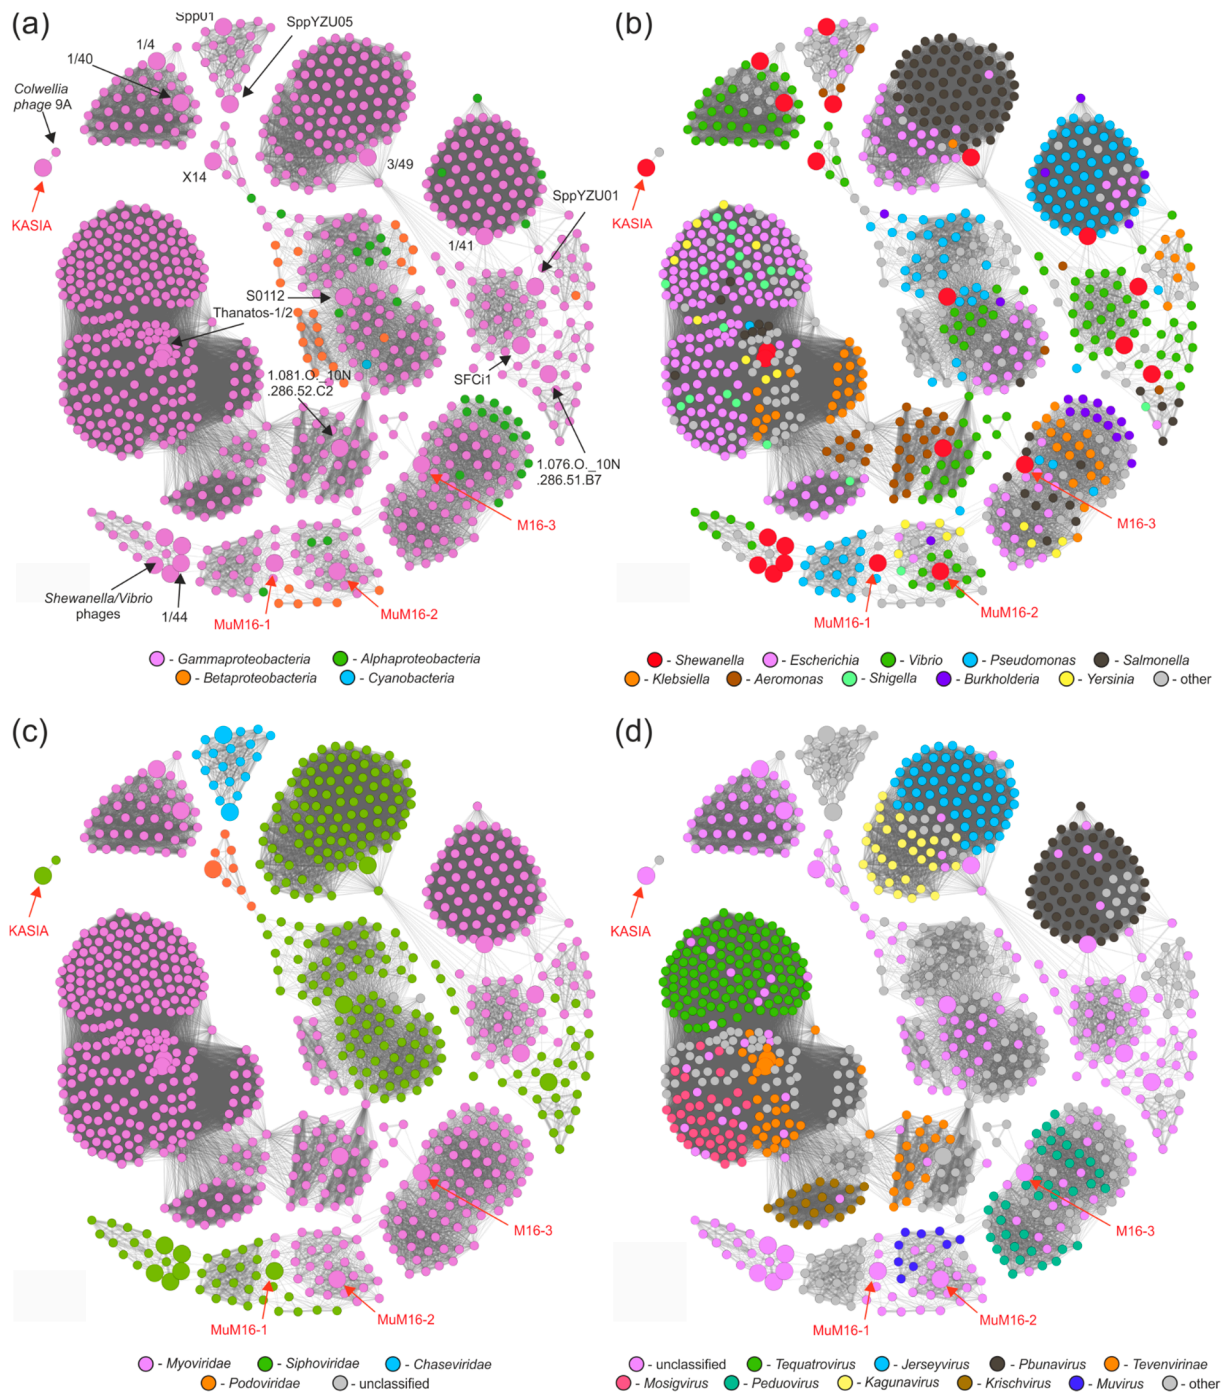 (a)
Spp01
SppYZU05
1/4
1/40
Colwellia
phage 9A
KASIA
X14
3/49
SppYZU01
1/41
S0112
Thanatos-1/2
SFCi1
1.081.O._10N
.286.52.C2
1.076.O._10N
.286.51.B7
M16-3
Shewanella/Vibrio
phages
1/44
MuM16-1
MuM16-2
- Gammaproteobacteria
- Alphaproteobacteria
- Betaproteobacteria
- Cyanobacteria
(b)
KASIA
M16-3
MuM16-1
MuM16-2
- Shewanella
- Escherichia
- Vibrio
- Pseudomonas
- Salmonella
- Klebsiella
- Aeromonas
- Shigella
- Burkholderia
- Yersinia
- other
(c)
KASIA
M16-3
MuM16-1
MuM16-2
- Myoviridae
- Siphoviridae
- Chaseviridae
- Podoviridae
- unclassified
(d)
KASIA
M16-3
MuM16-1
MuM16-2
- unclassified
- Tequatrovirus
- Jerseyvirus
- Pbunavirus
- Tevenvirinae
- Mosigvirus
- Peduovirus
- Kagunavirus
- Krischvirus
- Muvirus
- other